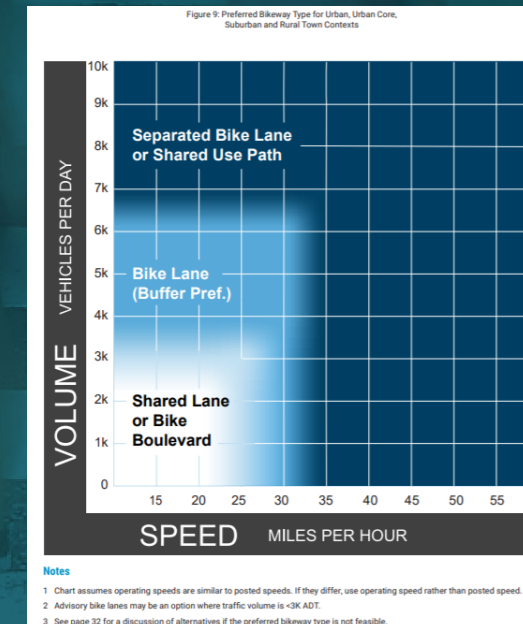 Figure 9: Preferred Bikeway Type for Urban, Urban Core,
Suburban and Rural Town Contexts
10k
9k
8k
7k
6k
5k
4k
3k
2k
1k
0
VOLUME VEHICLES PER DAY
Separated Bike Lane
or Shared Use Path
Bike Lane
(Buffer Pref.)
Shared Lane
or Bike
Boulevard
15 20 25 30 35 40 45 50 55
SPEED MILES PER HOUR
Notes
1 Chart assumes operating speeds are similar to posted speeds. If they differ, use operating speed rather than posted speed.
2 Advisory bike lanes may be an option where traffic volume is <3K ADT.
3 See page 32 for a discussion of alternatives if the preferred bikeway type is not feasible.